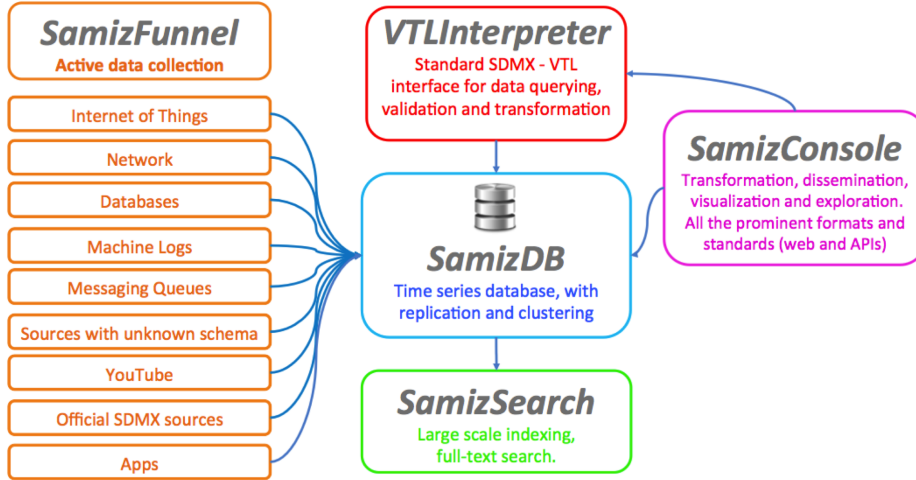 SamizFunnel
Active data collection
Internet of Things
Network
Databases
Machine Logs
Messaging Queues
Sources with unknown schema
YouTube
Official SDMX sources
Apps
VTLInterpreter
Standard SDMX - VTL
interface for data querying,
validation and transformation
SamizDB
Time series database, with
replication and clustering
SamizSearch
Large scale indexing,
full-text search.
SamizConsole
Transformation, dissemination,
visualization and exploration.
All the prominent formats and
standards (web and APIs)